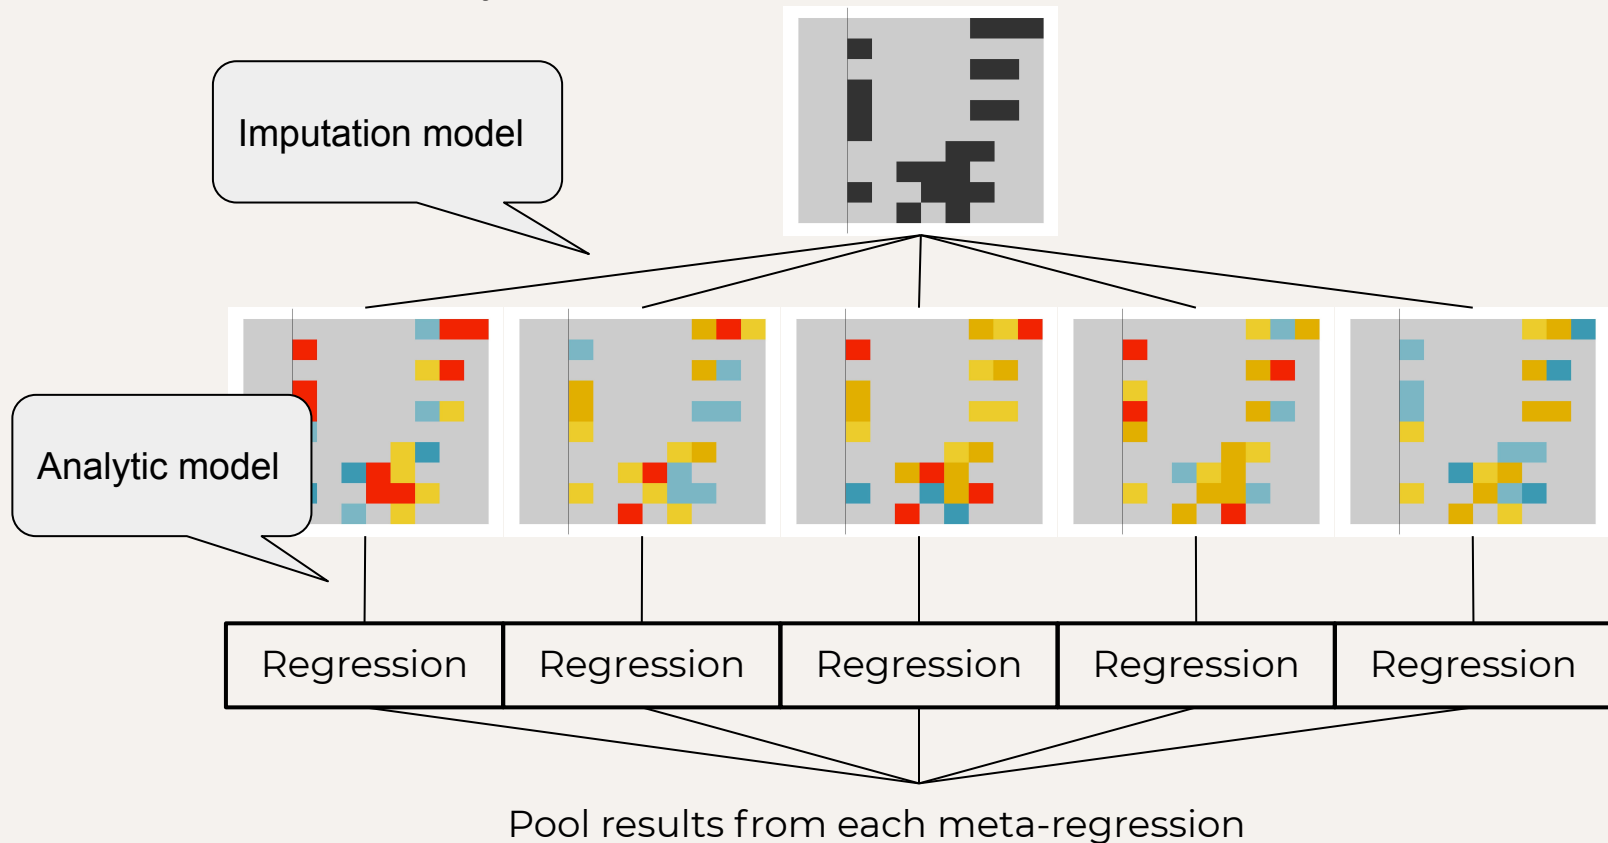 Imputation model
Analytic model
Regression
Regression
Regression
Regression
Regression
Pool results from each meta-regression